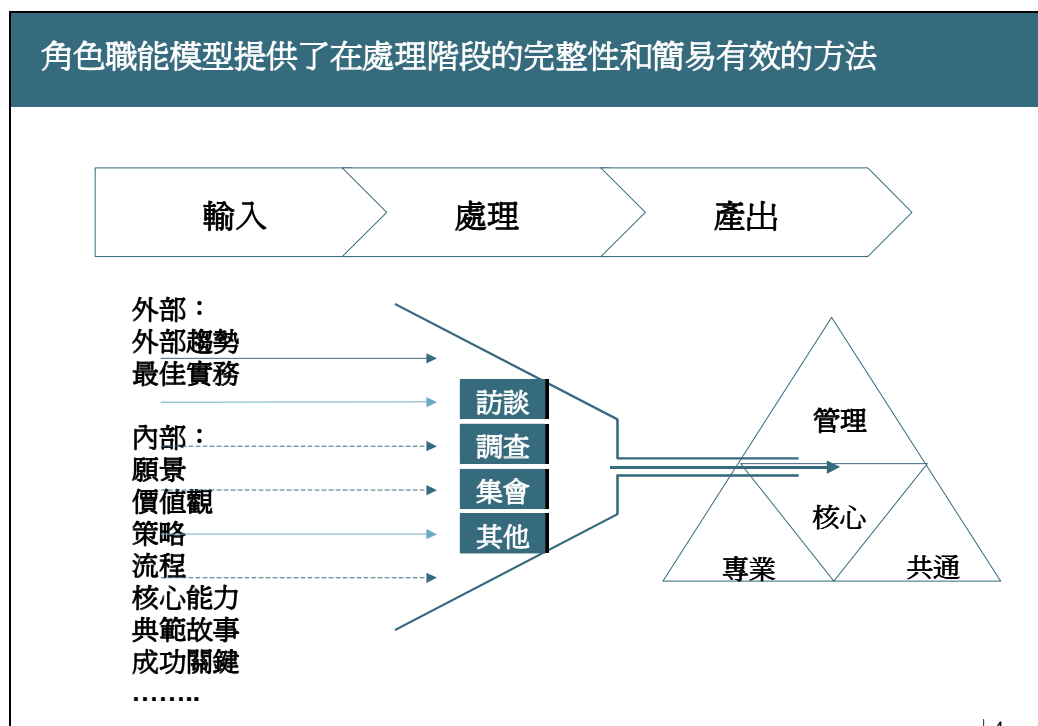 角色職能模型提供了在處理階段的完整性和簡易有效的方法
輸入
處理
產出
外部：
外部趨勢
最佳實務
內部：
願景
價值觀
策略
流程
核心能力
典範故事
成功關鍵
……..
訪談
調查
集會
其他
管理
核心
專業
共通